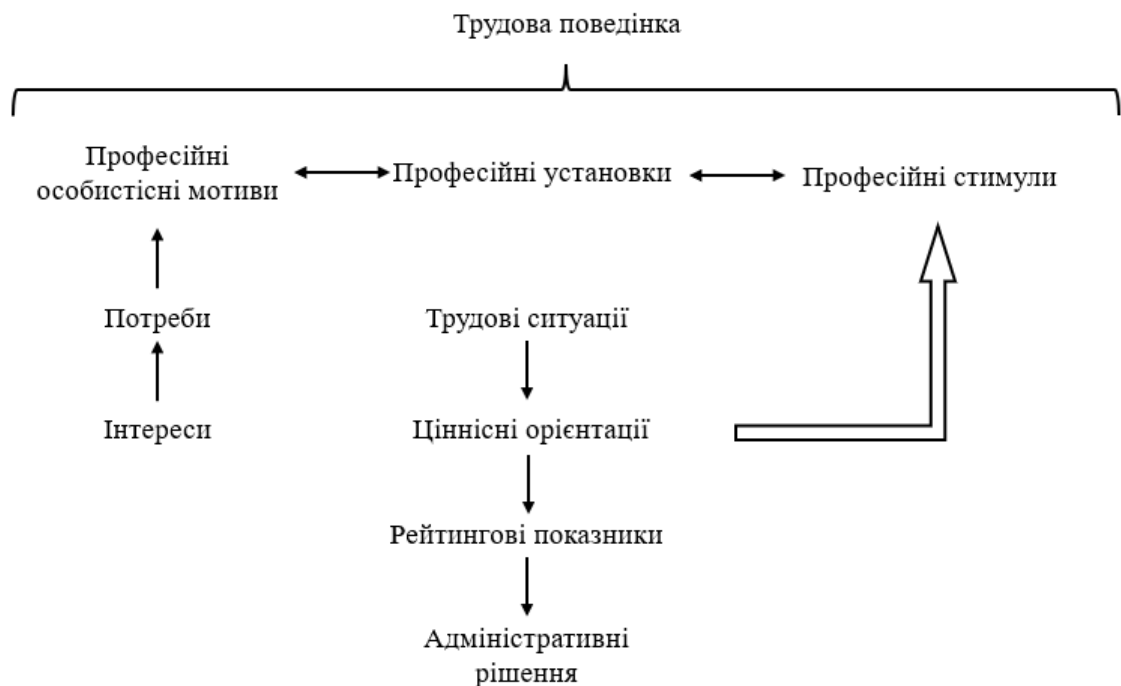 Трудова поведінка
Професійні
особистісні мотиви
Професійні установки
Професійні стимули
Потреби
Трудові ситуації
Інтереси
Ціннісні орієнтації
Рейтингові показники
Адміністративні
рішення